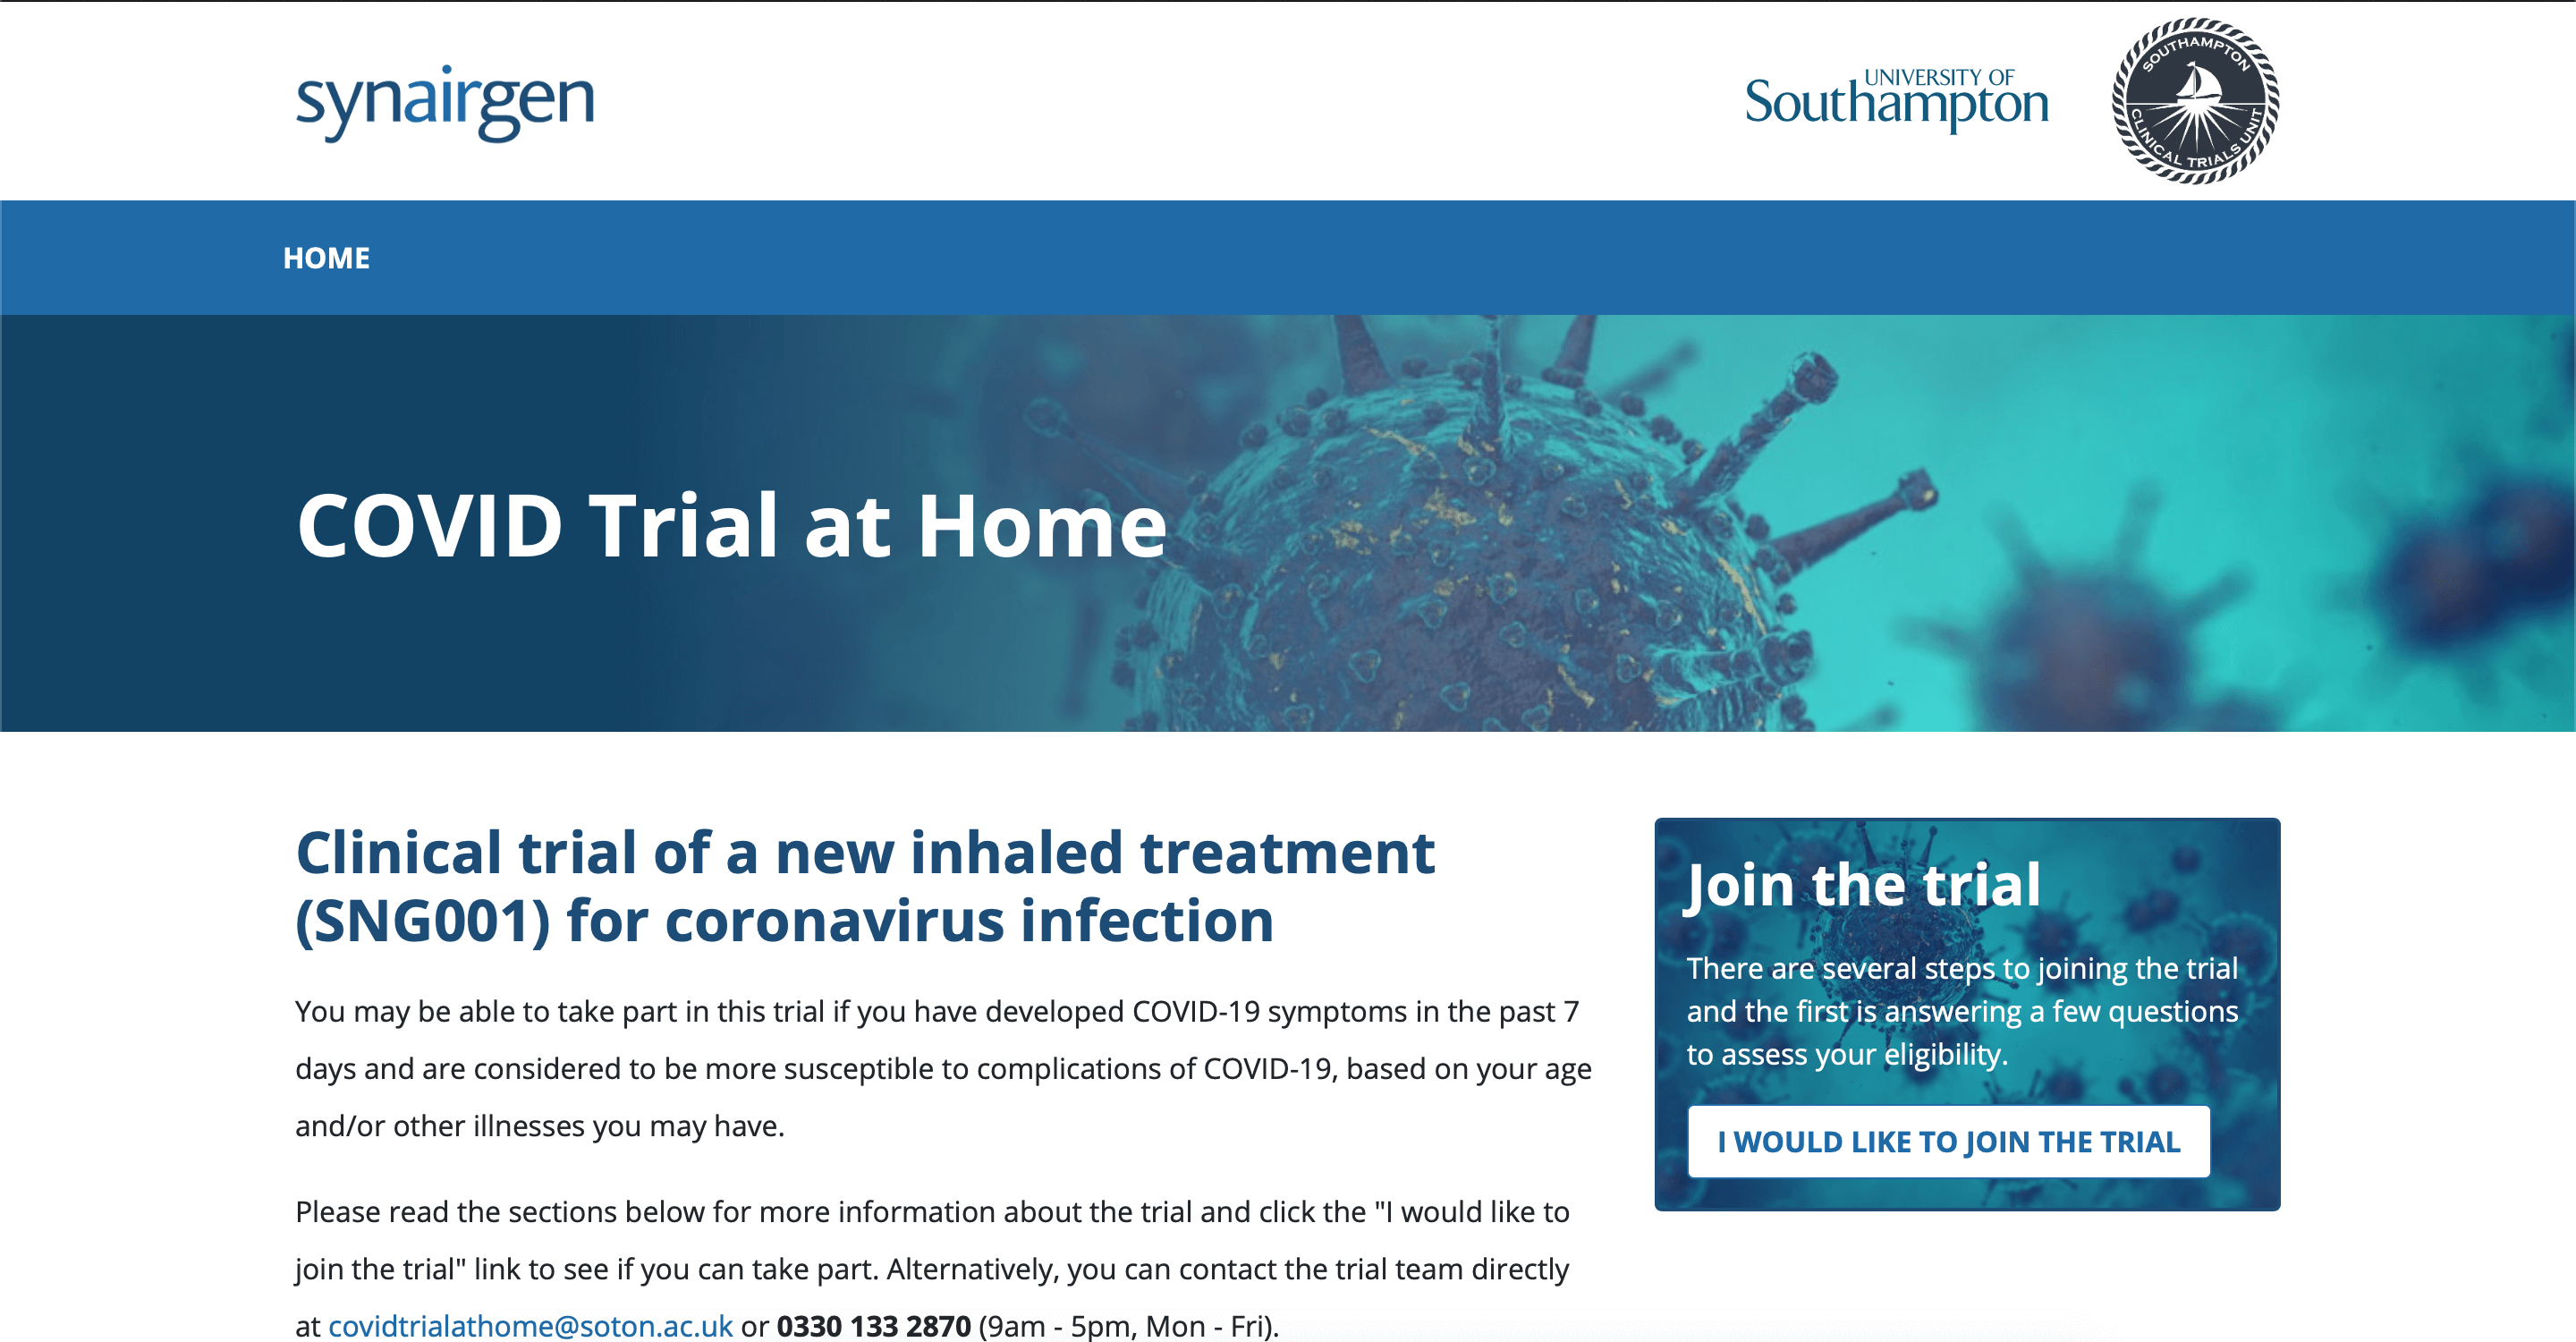 synairgen
UNIVERSITY OF
Southampton
SOUTHAMPTON
CLINICAL TRIALS UNIT
HOME
COVID Trial at Home
Clinical trial of a new inhaled treatment
(SNG001) for coronavirus infection
You may be able to take part in this trial if you have developed COVID-19 symptoms in the past 7
days and are considered to be more susceptible to complications of COVID-19, based on your age
and/or other illnesses you may have.
Please read the sections below for more information about the trial and click the "I would like to
join the trial" link to see if you can take part. Alternatively, you can contact the trial team directly
at covidtrialathome@soton.ac.uk or 0330 133 2870 (9am - 5pm, Mon - Fri).
Join the trial
There are several steps to joining the trial
and the first is answering a few questions
to assess your eligibility.
I WOULD LIKE TO JOIN THE TRIAL